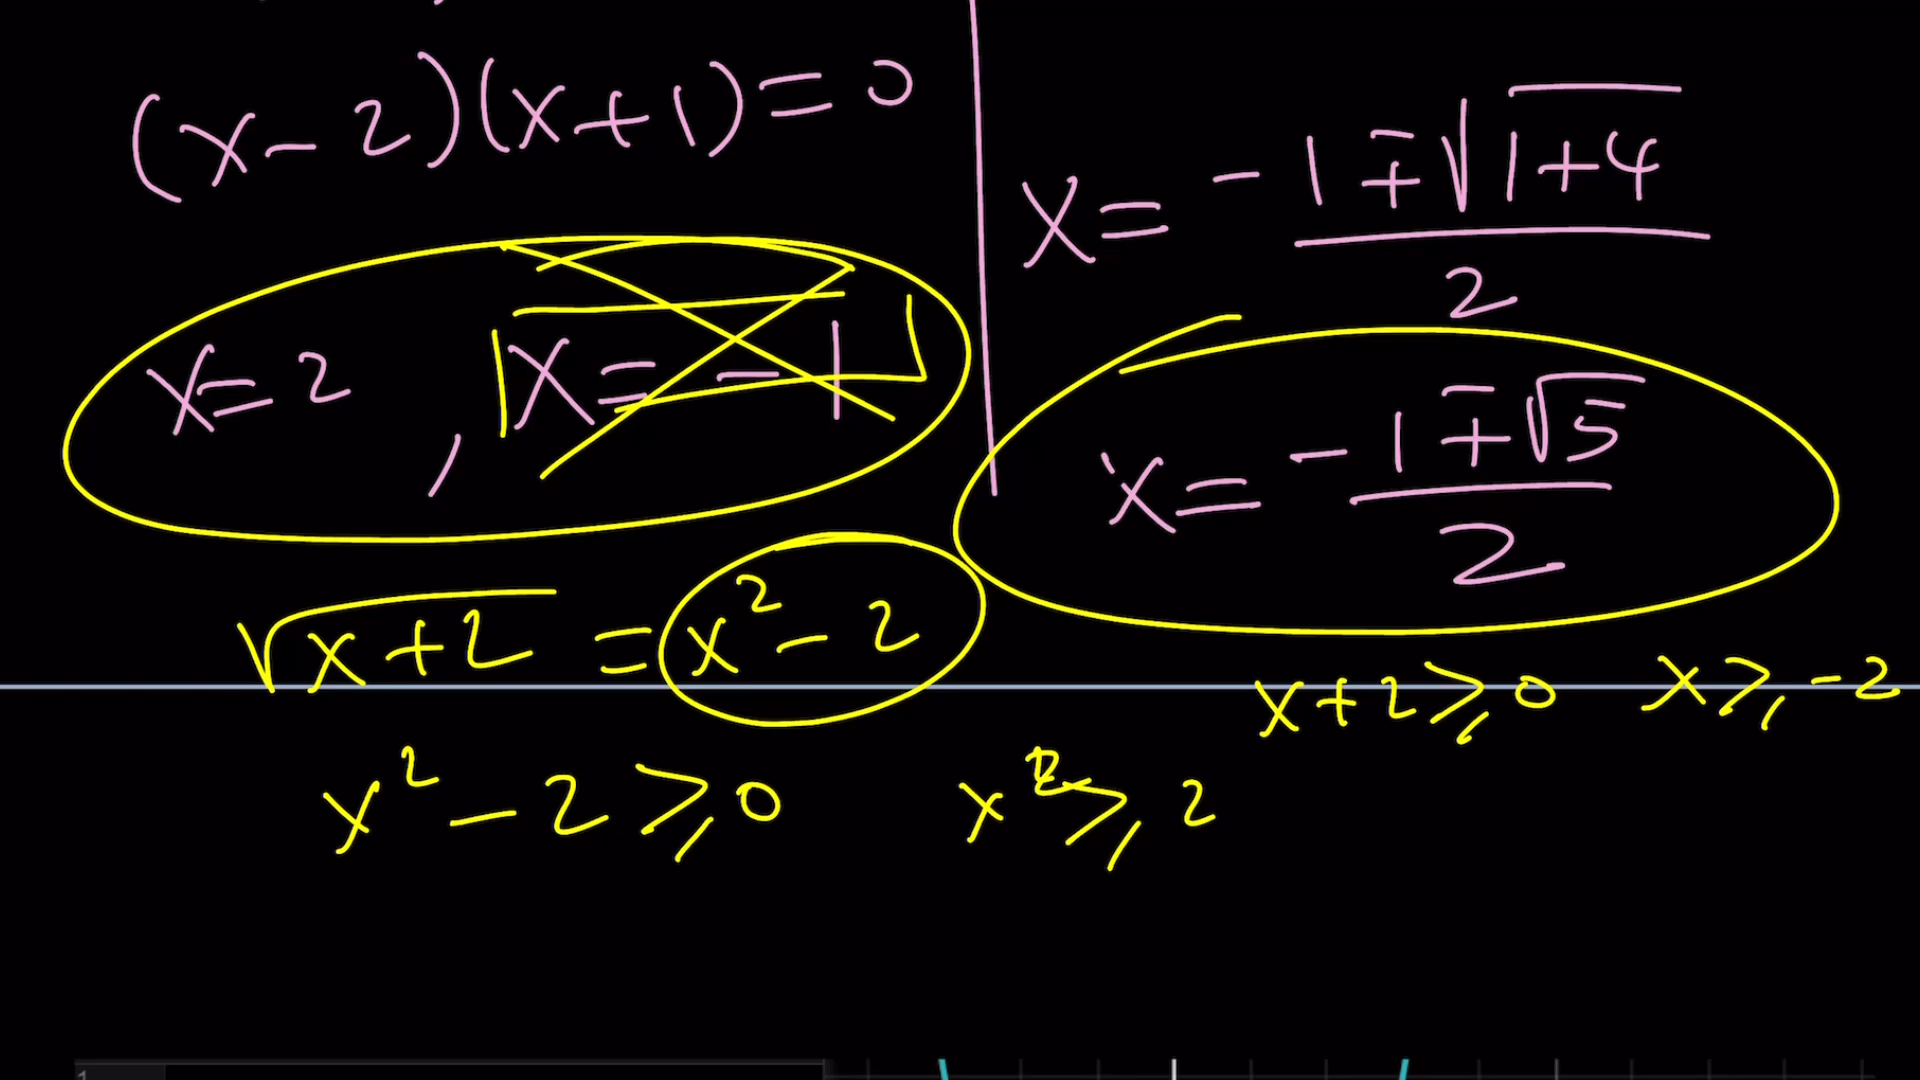 (x-2)(x+1)=0
x=2, x=-1
x= (-1∓√(1+4))/2
x= (-1∓√5)/2
√(x+2) = x²-2
x+2≥0 x≥-2
x²-2≥0 x²≥2
1